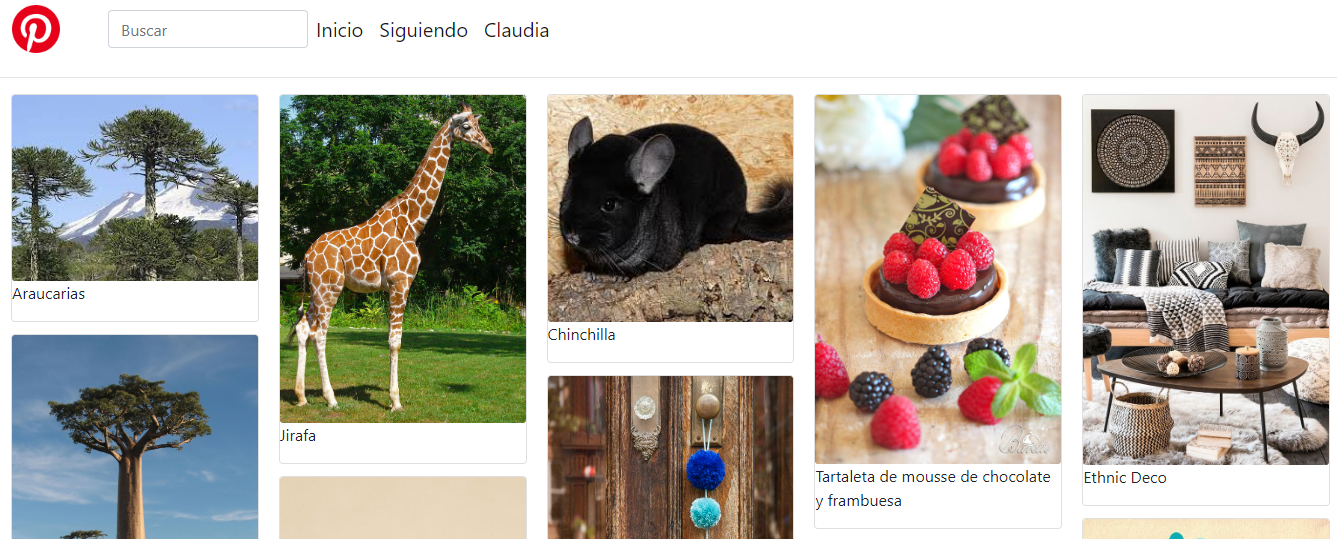 Buscar
Inicio
Siguiendo
Claudia
Araucarias
Jirafa
Chinchilla
Tartaleta de mousse de chocolate
y frambuesa
Ethnic Deco